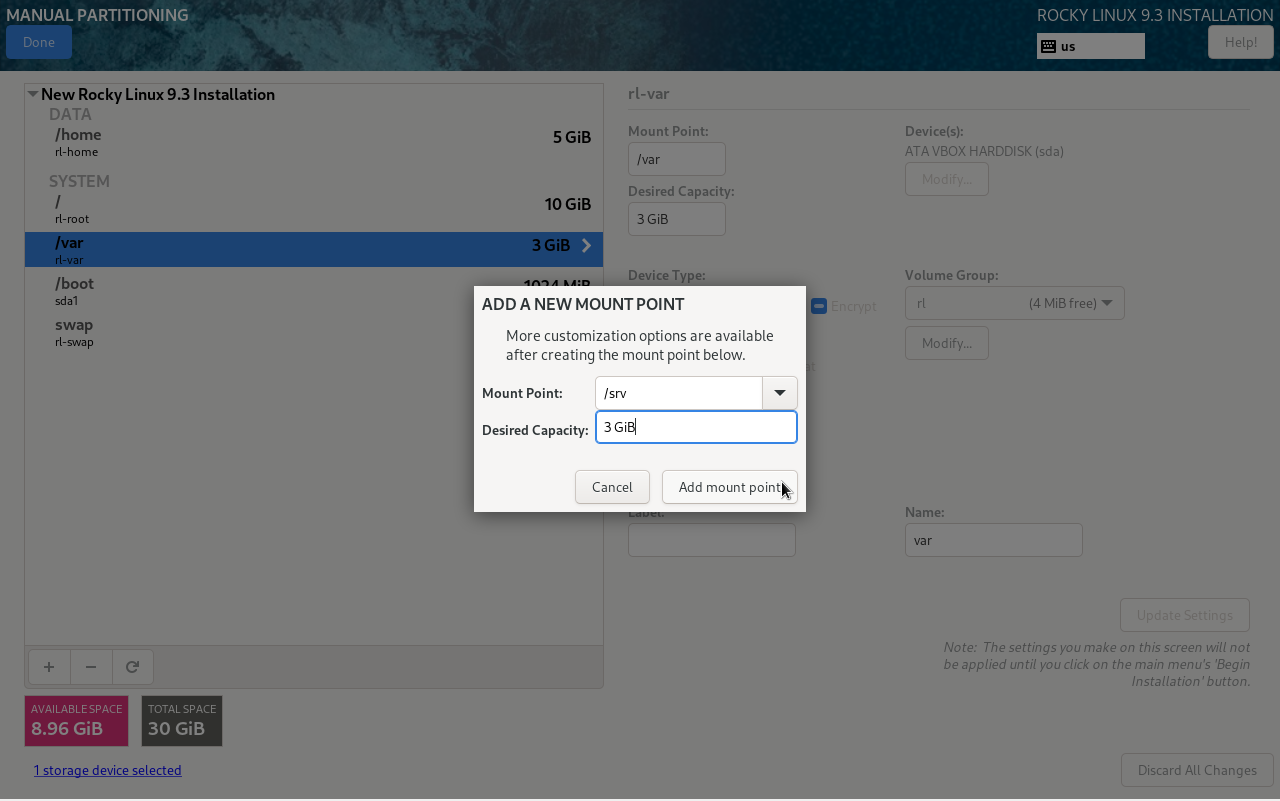 MANUAL PARTITIONING
ROCKY LINUX 9.3 INSTALLATION
Done
us
Help!
New Rocky Linux 9.3 Installation
DATA
/home
5 GiB
rl-home
SYSTEM
/
10 GiB
rl-root
/var
3 GiB
rl-var
/boot
1024 MiB
sda1
swap
rl-swap
AVAILABLE SPACE
8.96 GiB
TOTAL SPACE
30 GiB
1 storage device selected
rl-var
Mount Point:
/var
Desired Capacity:
3 GiB
Device(s):
ATA VBOX HARDDISK (sda)
Modify...
Device Type:
Encrypt
Volume Group:
rl (4 MiB free)
Modify...
Label:
Name:
var
Update Settings
Note: The settings you make on this screen will not
be applied until you click on the main menu's 'Begin
Installation' button.
Discard All Changes
ADD A NEW MOUNT POINT
More customization options are available
after creating the mount point below.
Mount Point:
/srv
Desired Capacity:
3 GiB
Cancel
Add mount point